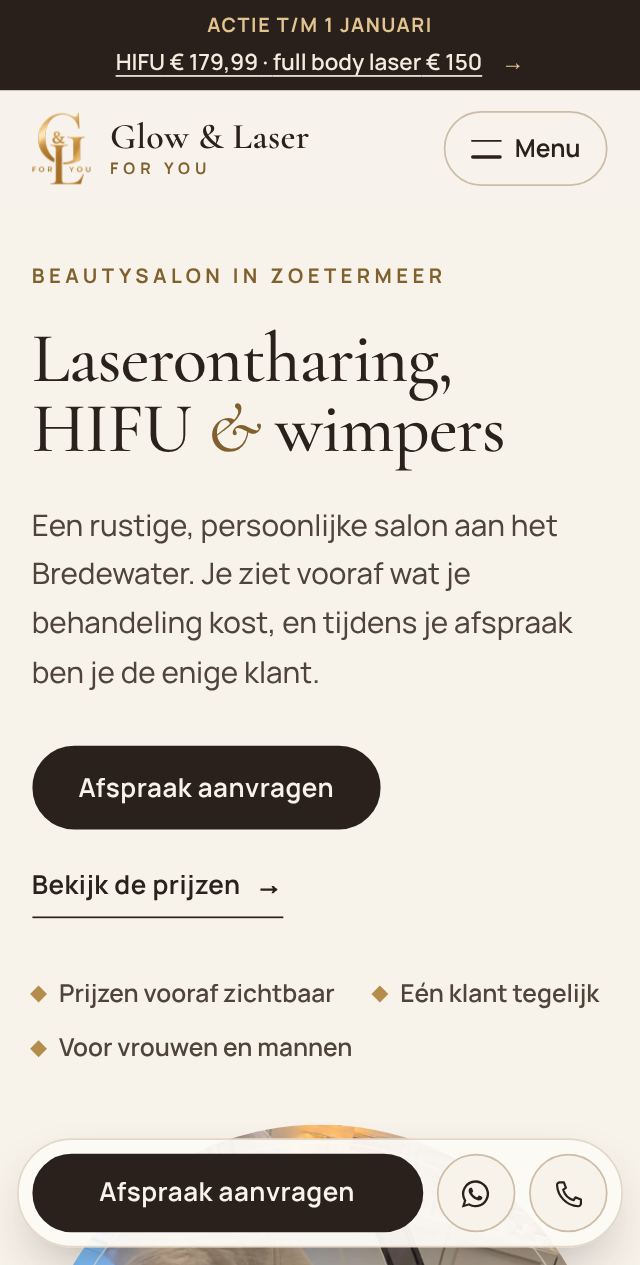 ACTIE T/M 1 JANUARI
HIFU € 179,99 · full body laser € 150 →
G & L
FOR YOU
Glow & Laser
FOR YOU
Menu
BEAUTYSALON IN ZOETERMEER
Laserontharing,
HIFU & wimpers
Een rustige, persoonlijke salon aan het
Bredewater. Je ziet vooraf wat je
behandeling kost, en tijdens je afspraak
ben je de enige klant.
Afspraak aanvragen
Bekijk de prijzen →
Prijzen vooraf zichtbaar
Eén klant tegelijk
Voor vrouwen en mannen
Afspraak aanvragen